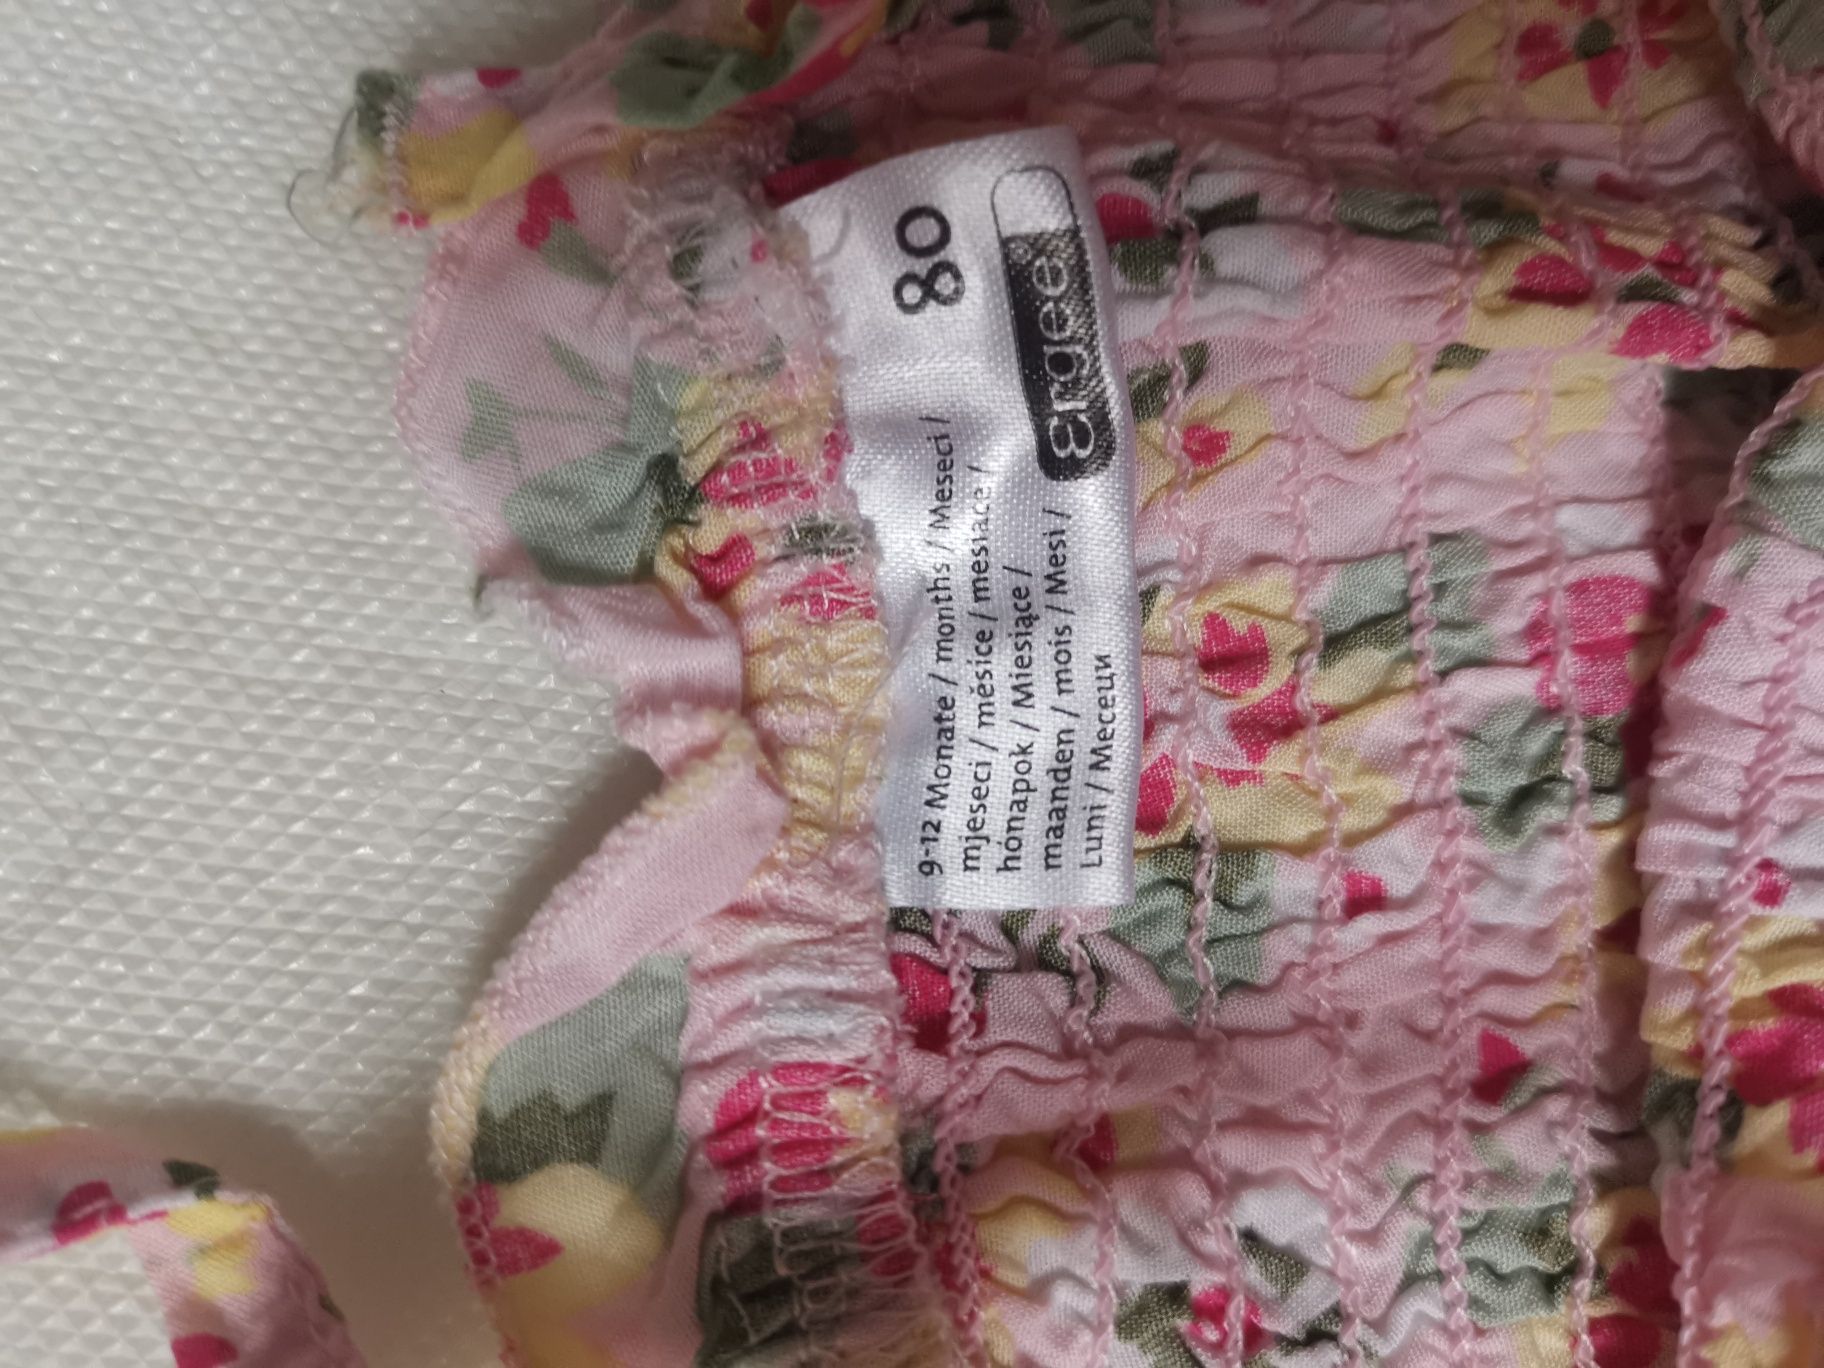 80
Ergee
9-12 Monate / months / Meseci /
mjeseci / měsíce / mesiace /
hónapok / Miesiące /
maanden / mois / Mesi /
Luni / Месеци